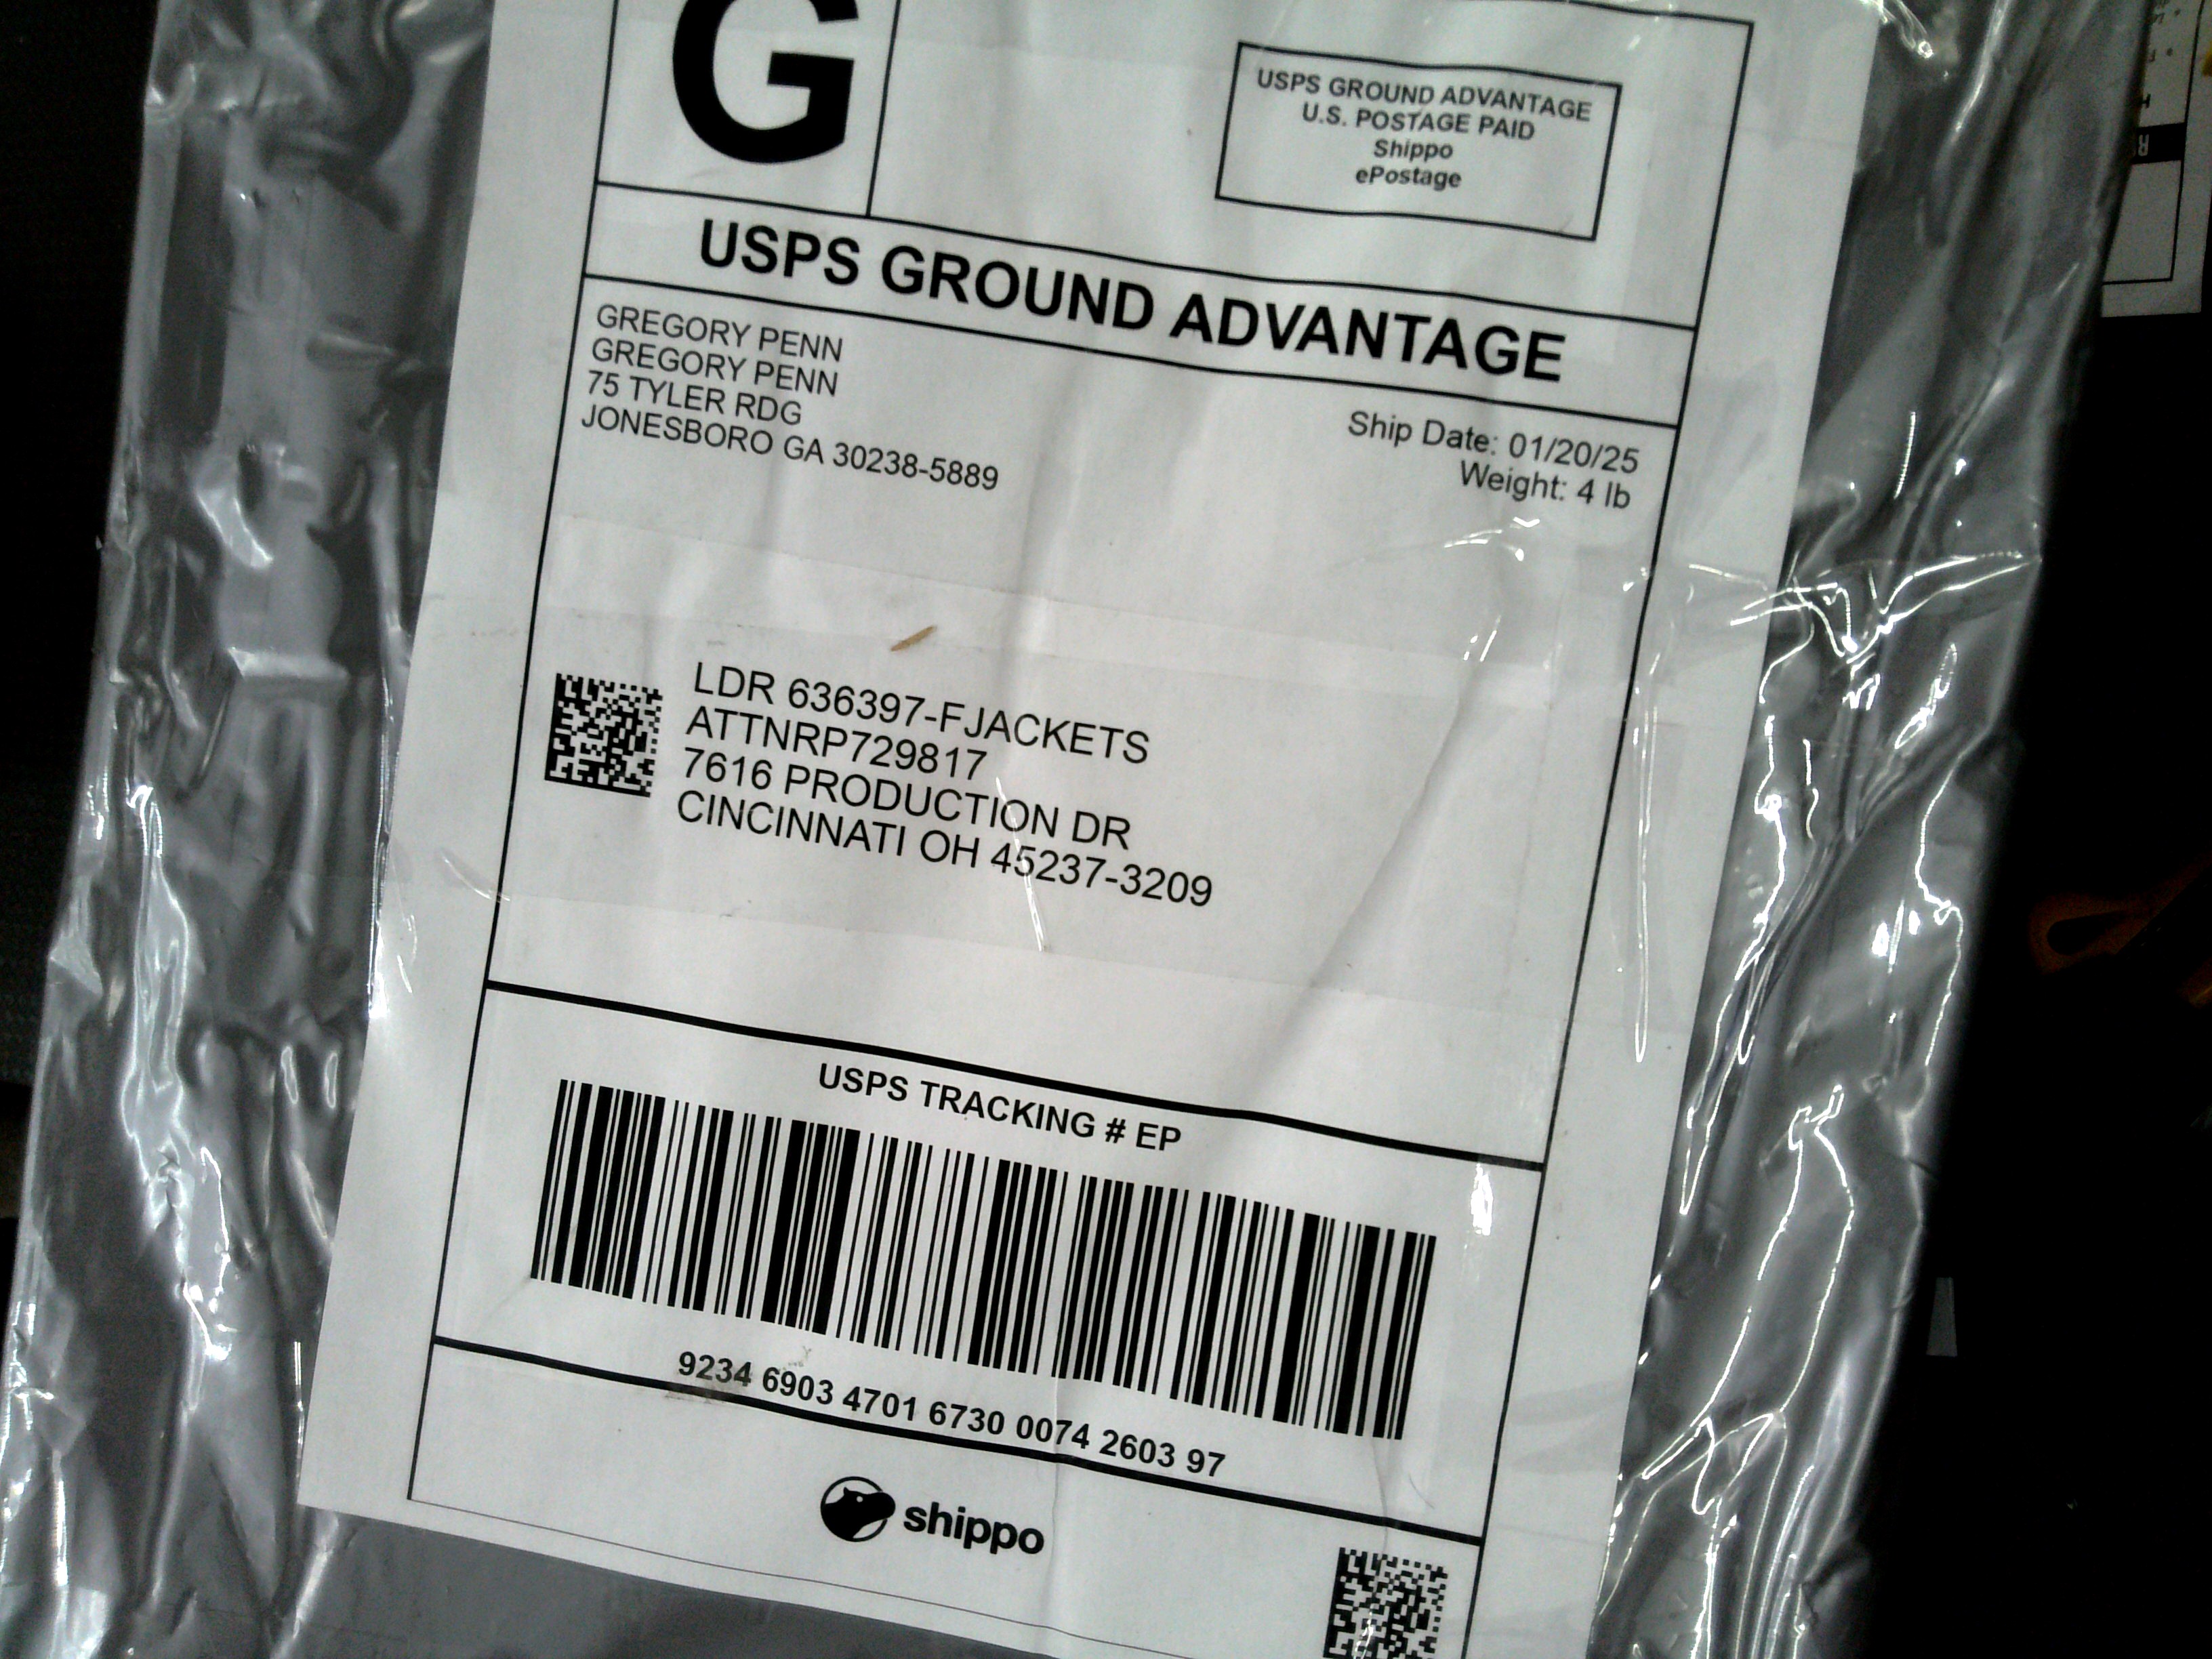 G
USPS GROUND ADVANTAGE
U.S. POSTAGE PAID
Shippo
ePostage
USPS GROUND ADVANTAGE
GREGORY PENN
GREGORY PENN
75 TYLER RDG
JONESBORO GA 30238-5889
Ship Date: 01/20/25
Weight: 4 lb
LDR 636397-FJACKETS
ATTNRP729817
7616 PRODUCTION DR
CINCINNATI OH 45237-3209
USPS TRACKING # EP
9234 6903 4701 6730 0074 2603 97
shippo